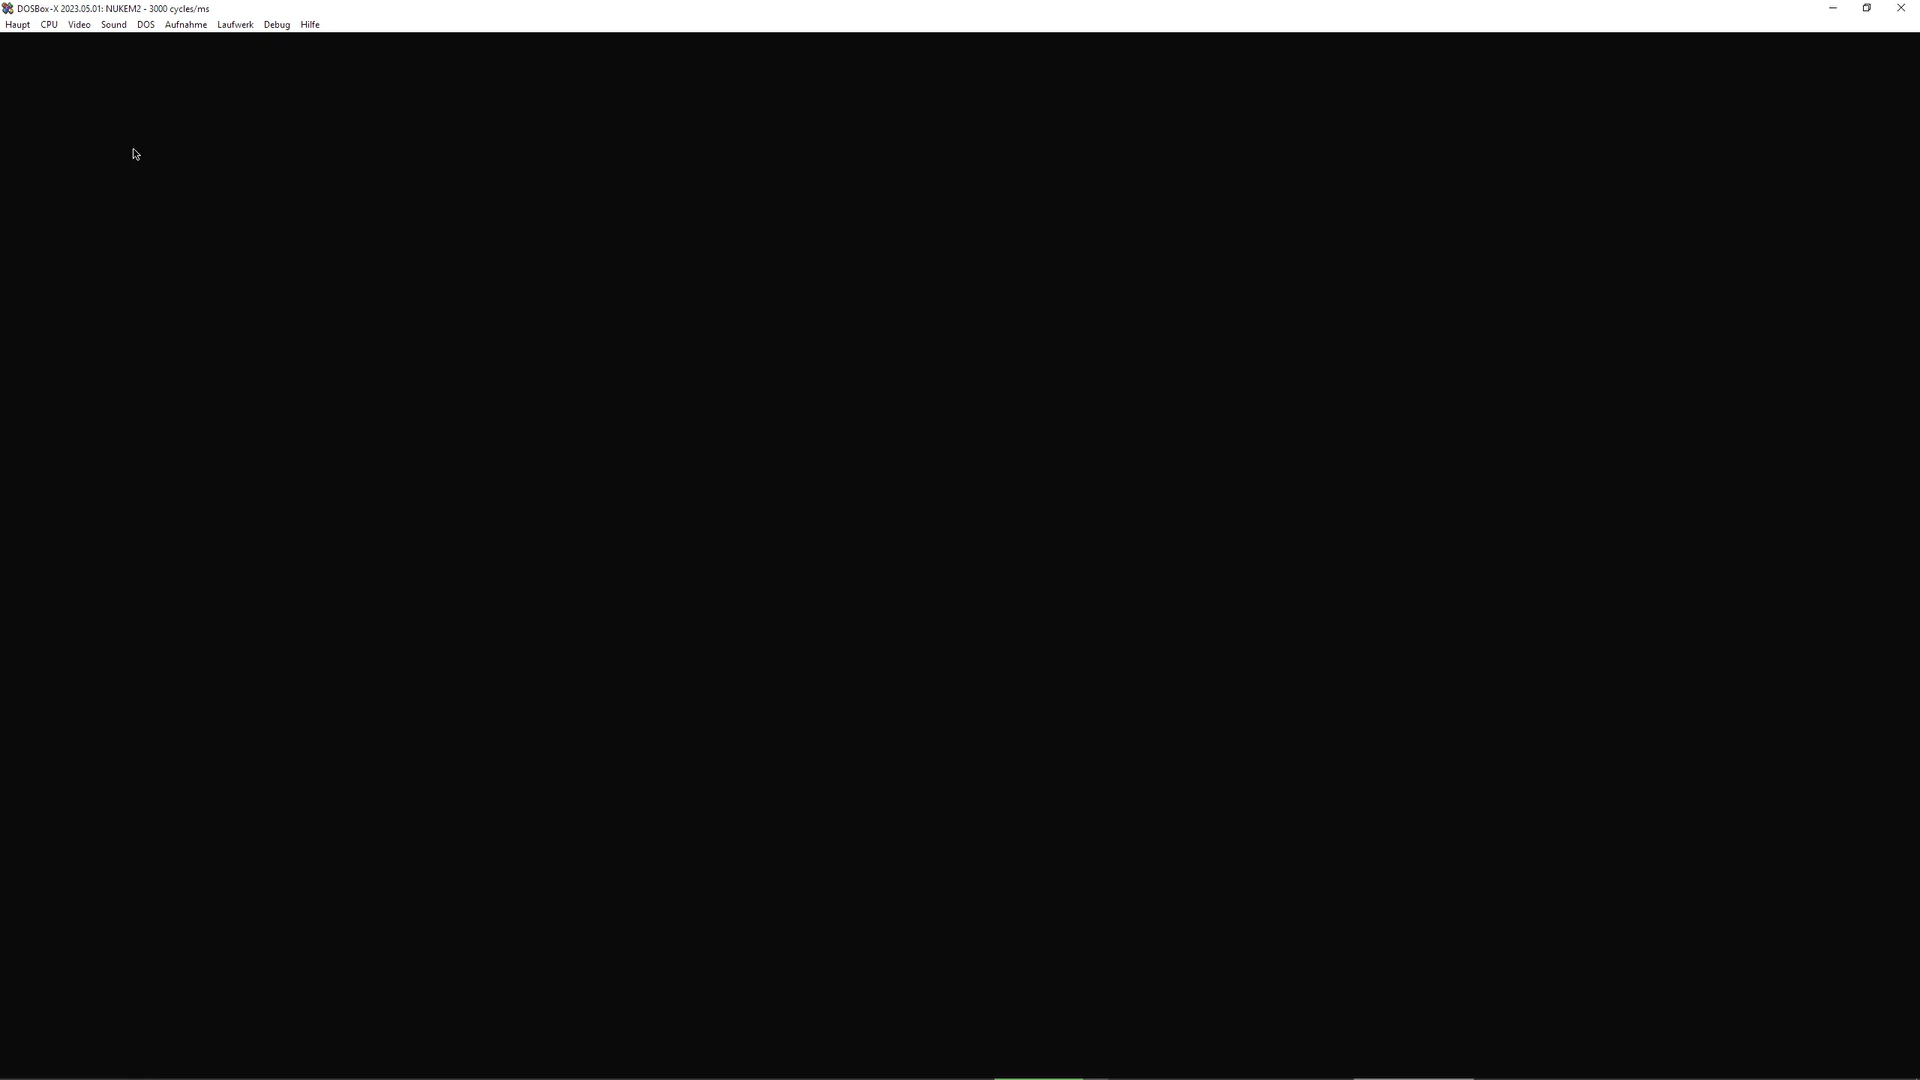 DOSBox-X 2023.05.01: NUKEM2 - 3000 cycles/ms
Haupt CPU Video Sound DOS Aufnahme Laufwerk Debug Hilfe